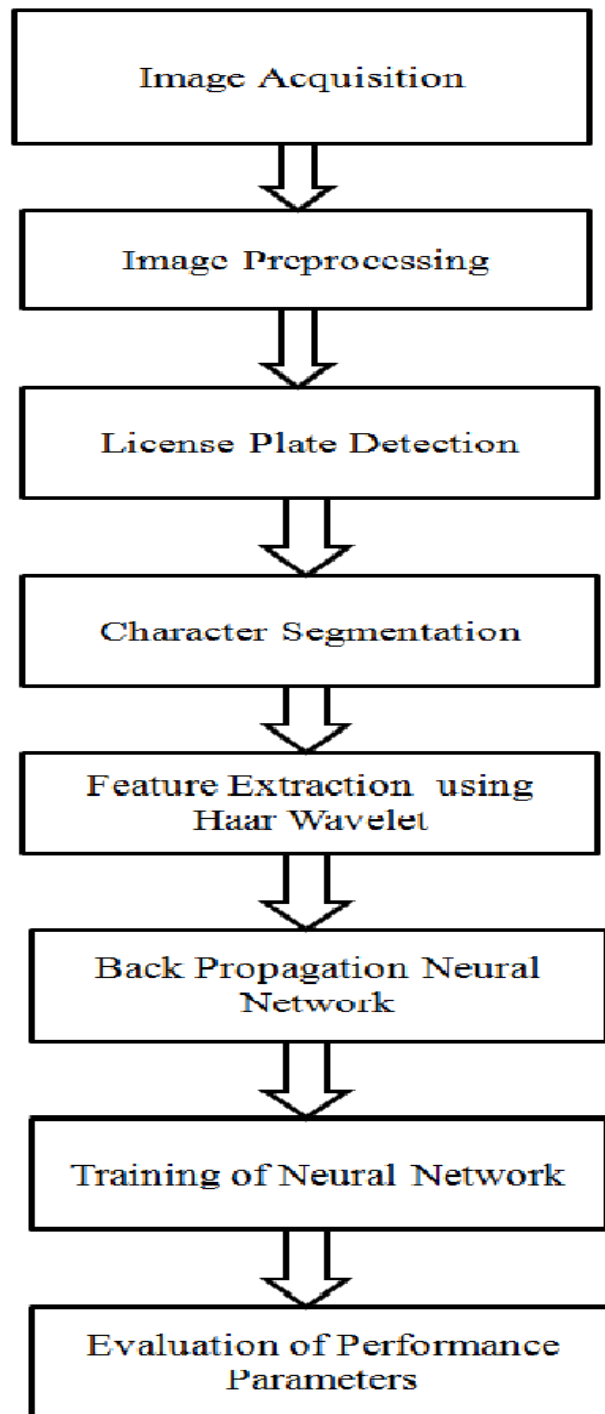 Image Acquisition
Image Preprocessing
License Plate Detection
Character Segmentation
Feature Extraction using
Haar Wavelet
Back Propagation Neural
Network
Training of Neural Network
Evaluation of Performance
Parameters